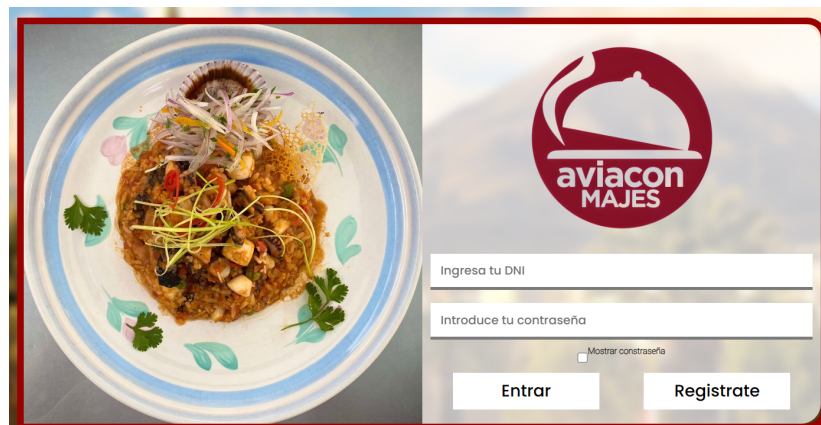 aviacon
MAJES
Ingresa tu DNI
Introduce tu contraseña
Mostrar constraseña
Entrar
Registrate